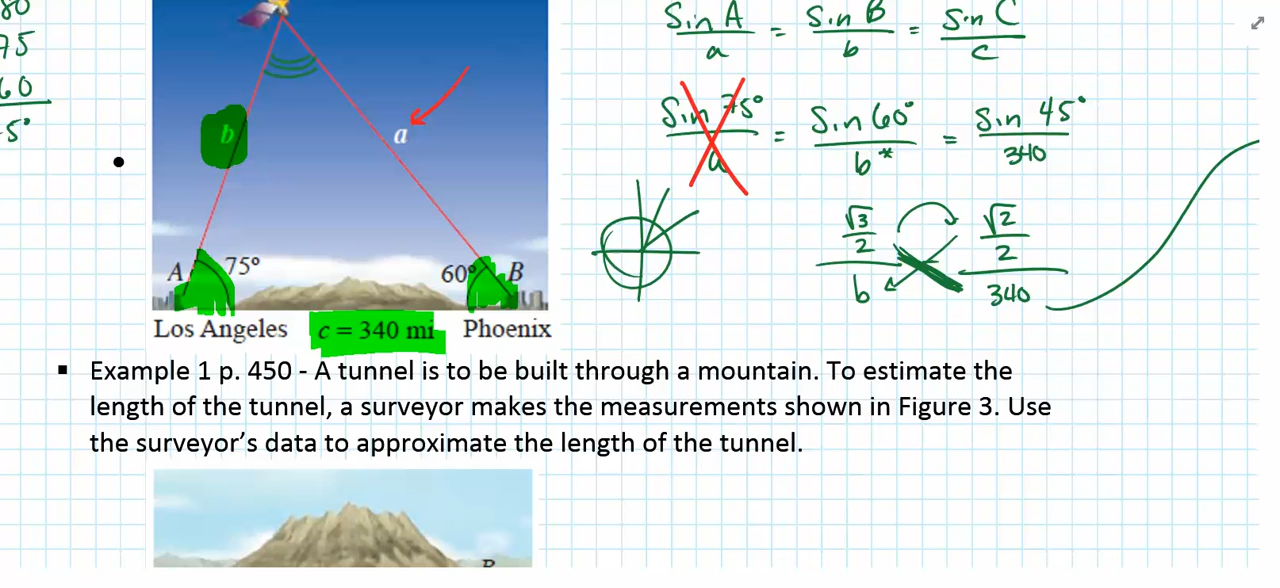 80
75
60
5°
b
a
A 75° 60° B
Los Angeles c = 340 mi Phoenix
Sin A / a = Sin B / b = Sin C / c
Sin 75° / a = Sin 60° / b* = Sin 45° / 340
√3/2 / b √2/2 / 340
▪ Example 1 p. 450 - A tunnel is to be built through a mountain. To estimate the
length of the tunnel, a surveyor makes the measurements shown in Figure 3. Use
the surveyor’s data to approximate the length of the tunnel.
B